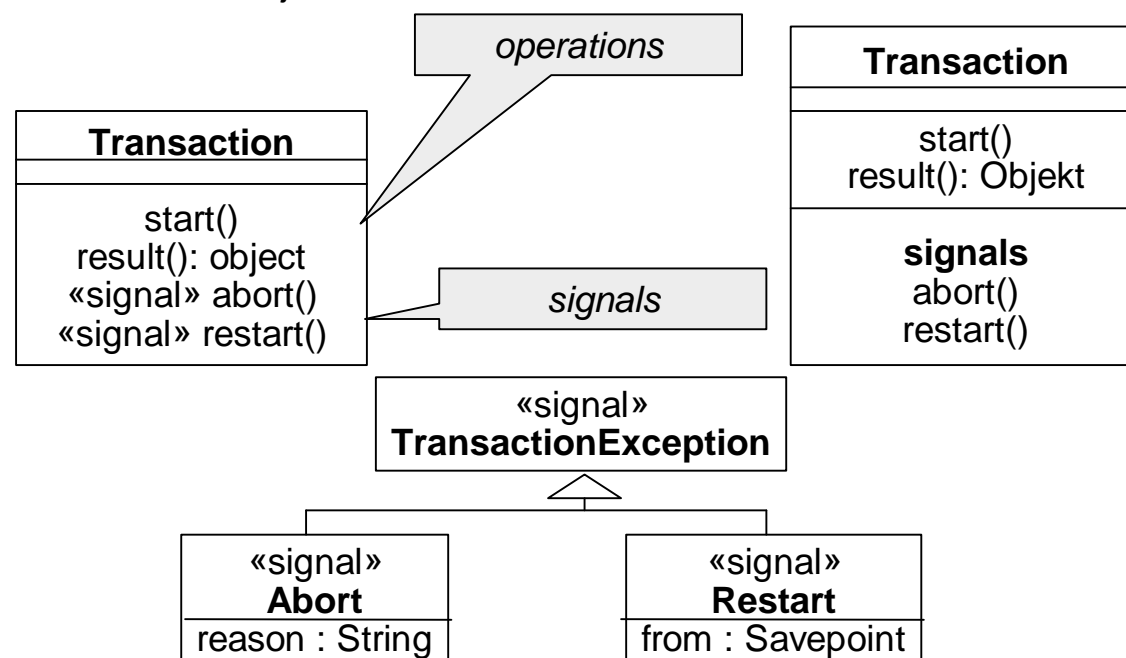 operations
Transaction
start()
result(): object
«signal» abort()
«signal» restart()
signals
Transaction
start()
result(): Objekt
signals
abort()
restart()
«signal»
TransactionException
«signal»
Abort
reason : String
«signal»
Restart
from : Savepoint